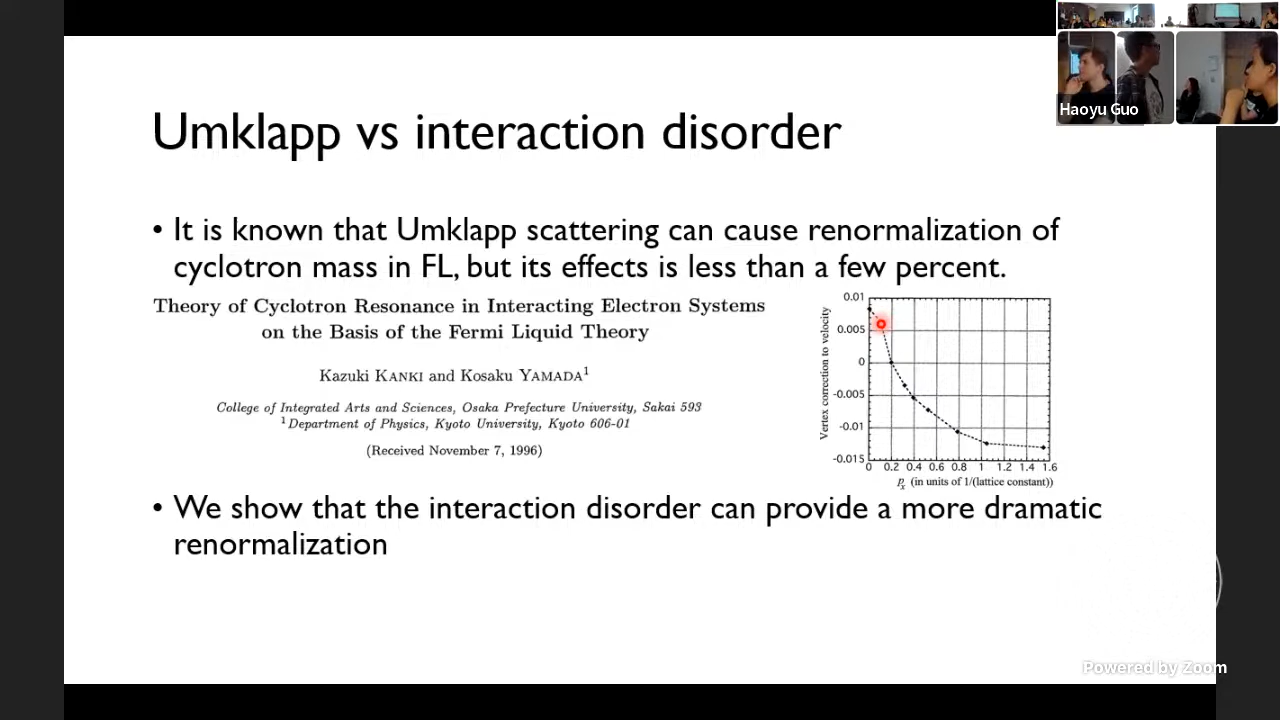 Umklapp vs interaction disorder
• It is known that Umklapp scattering can cause renormalization of
cyclotron mass in FL, but its effects is less than a few percent.
Theory of Cyclotron Resonance in Interacting Electron Systems
on the Basis of the Fermi Liquid Theory
Kazuki KANKI and Kosaku YAMADA¹
College of Integrated Arts and Sciences, Osaka Prefecture University, Sakai 593
¹Department of Physics, Kyoto University, Kyoto 606-01
(Received November 7, 1996)
Vertex correction to velocity
0.01
0.005
0
-0.005
-0.01
-0.015
0 0.2 0.4 0.6 0.8 1 1.2 1.4 1.6
pₓ (in units of 1/(lattice constant))
• We show that the interaction disorder can provide a more dramatic
renormalization
Haoyu Guo
Powered by Zoom